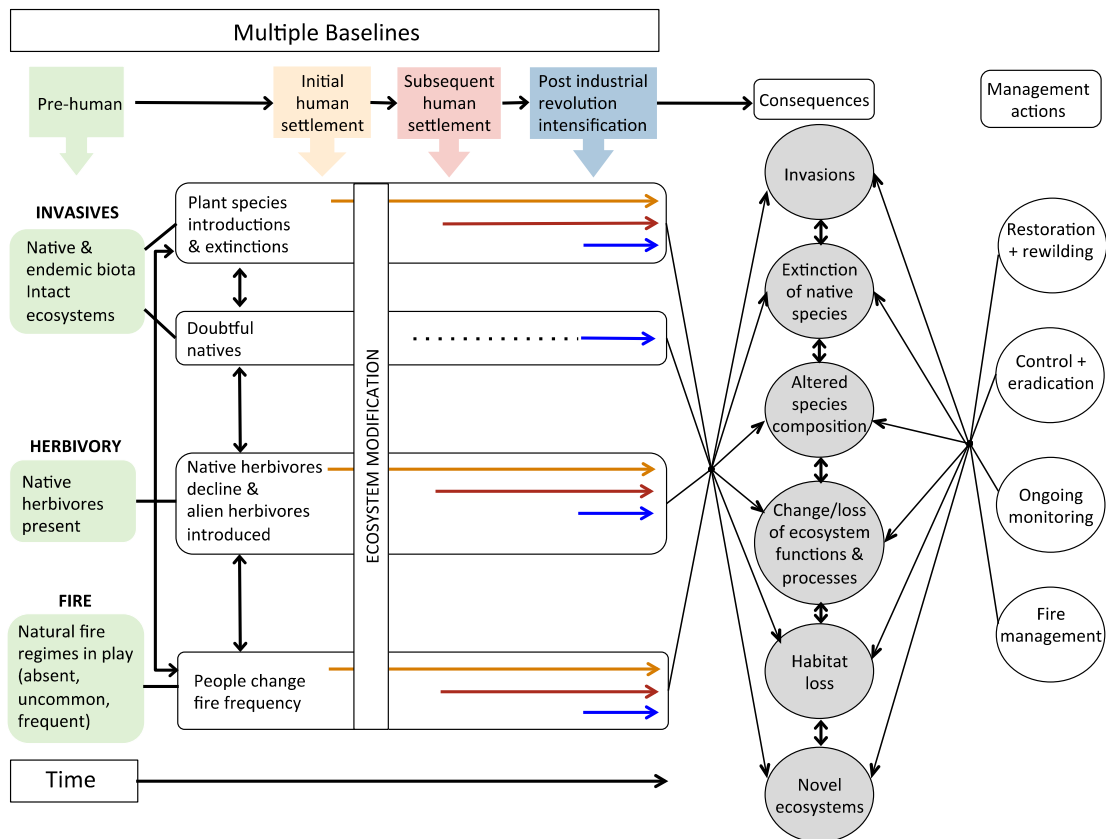 Multiple Baselines
Pre-human
Initial
human
settlement
Subsequent
human
settlement
Post industrial
revolution
intensification
Consequences
Management
actions
INVASIVES
Native &
endemic biota
Intact
ecosystems
HERBIVORY
Native
herbivores
present
FIRE
Natural fire
regimes in play
(absent,
uncommon,
frequent)
Plant species
introductions
& extinctions
Doubtful
natives
Native herbivores
decline &
alien herbivores
introduced
People change
fire frequency
ECOSYSTEM MODIFICATION
Invasions
Extinction
of native
species
Altered
species
composition
Change/loss
of ecosystem
functions &
processes
Habitat
loss
Novel
ecosystems
Restoration
+ rewilding
Control +
eradication
Ongoing
monitoring
Fire
management
Time